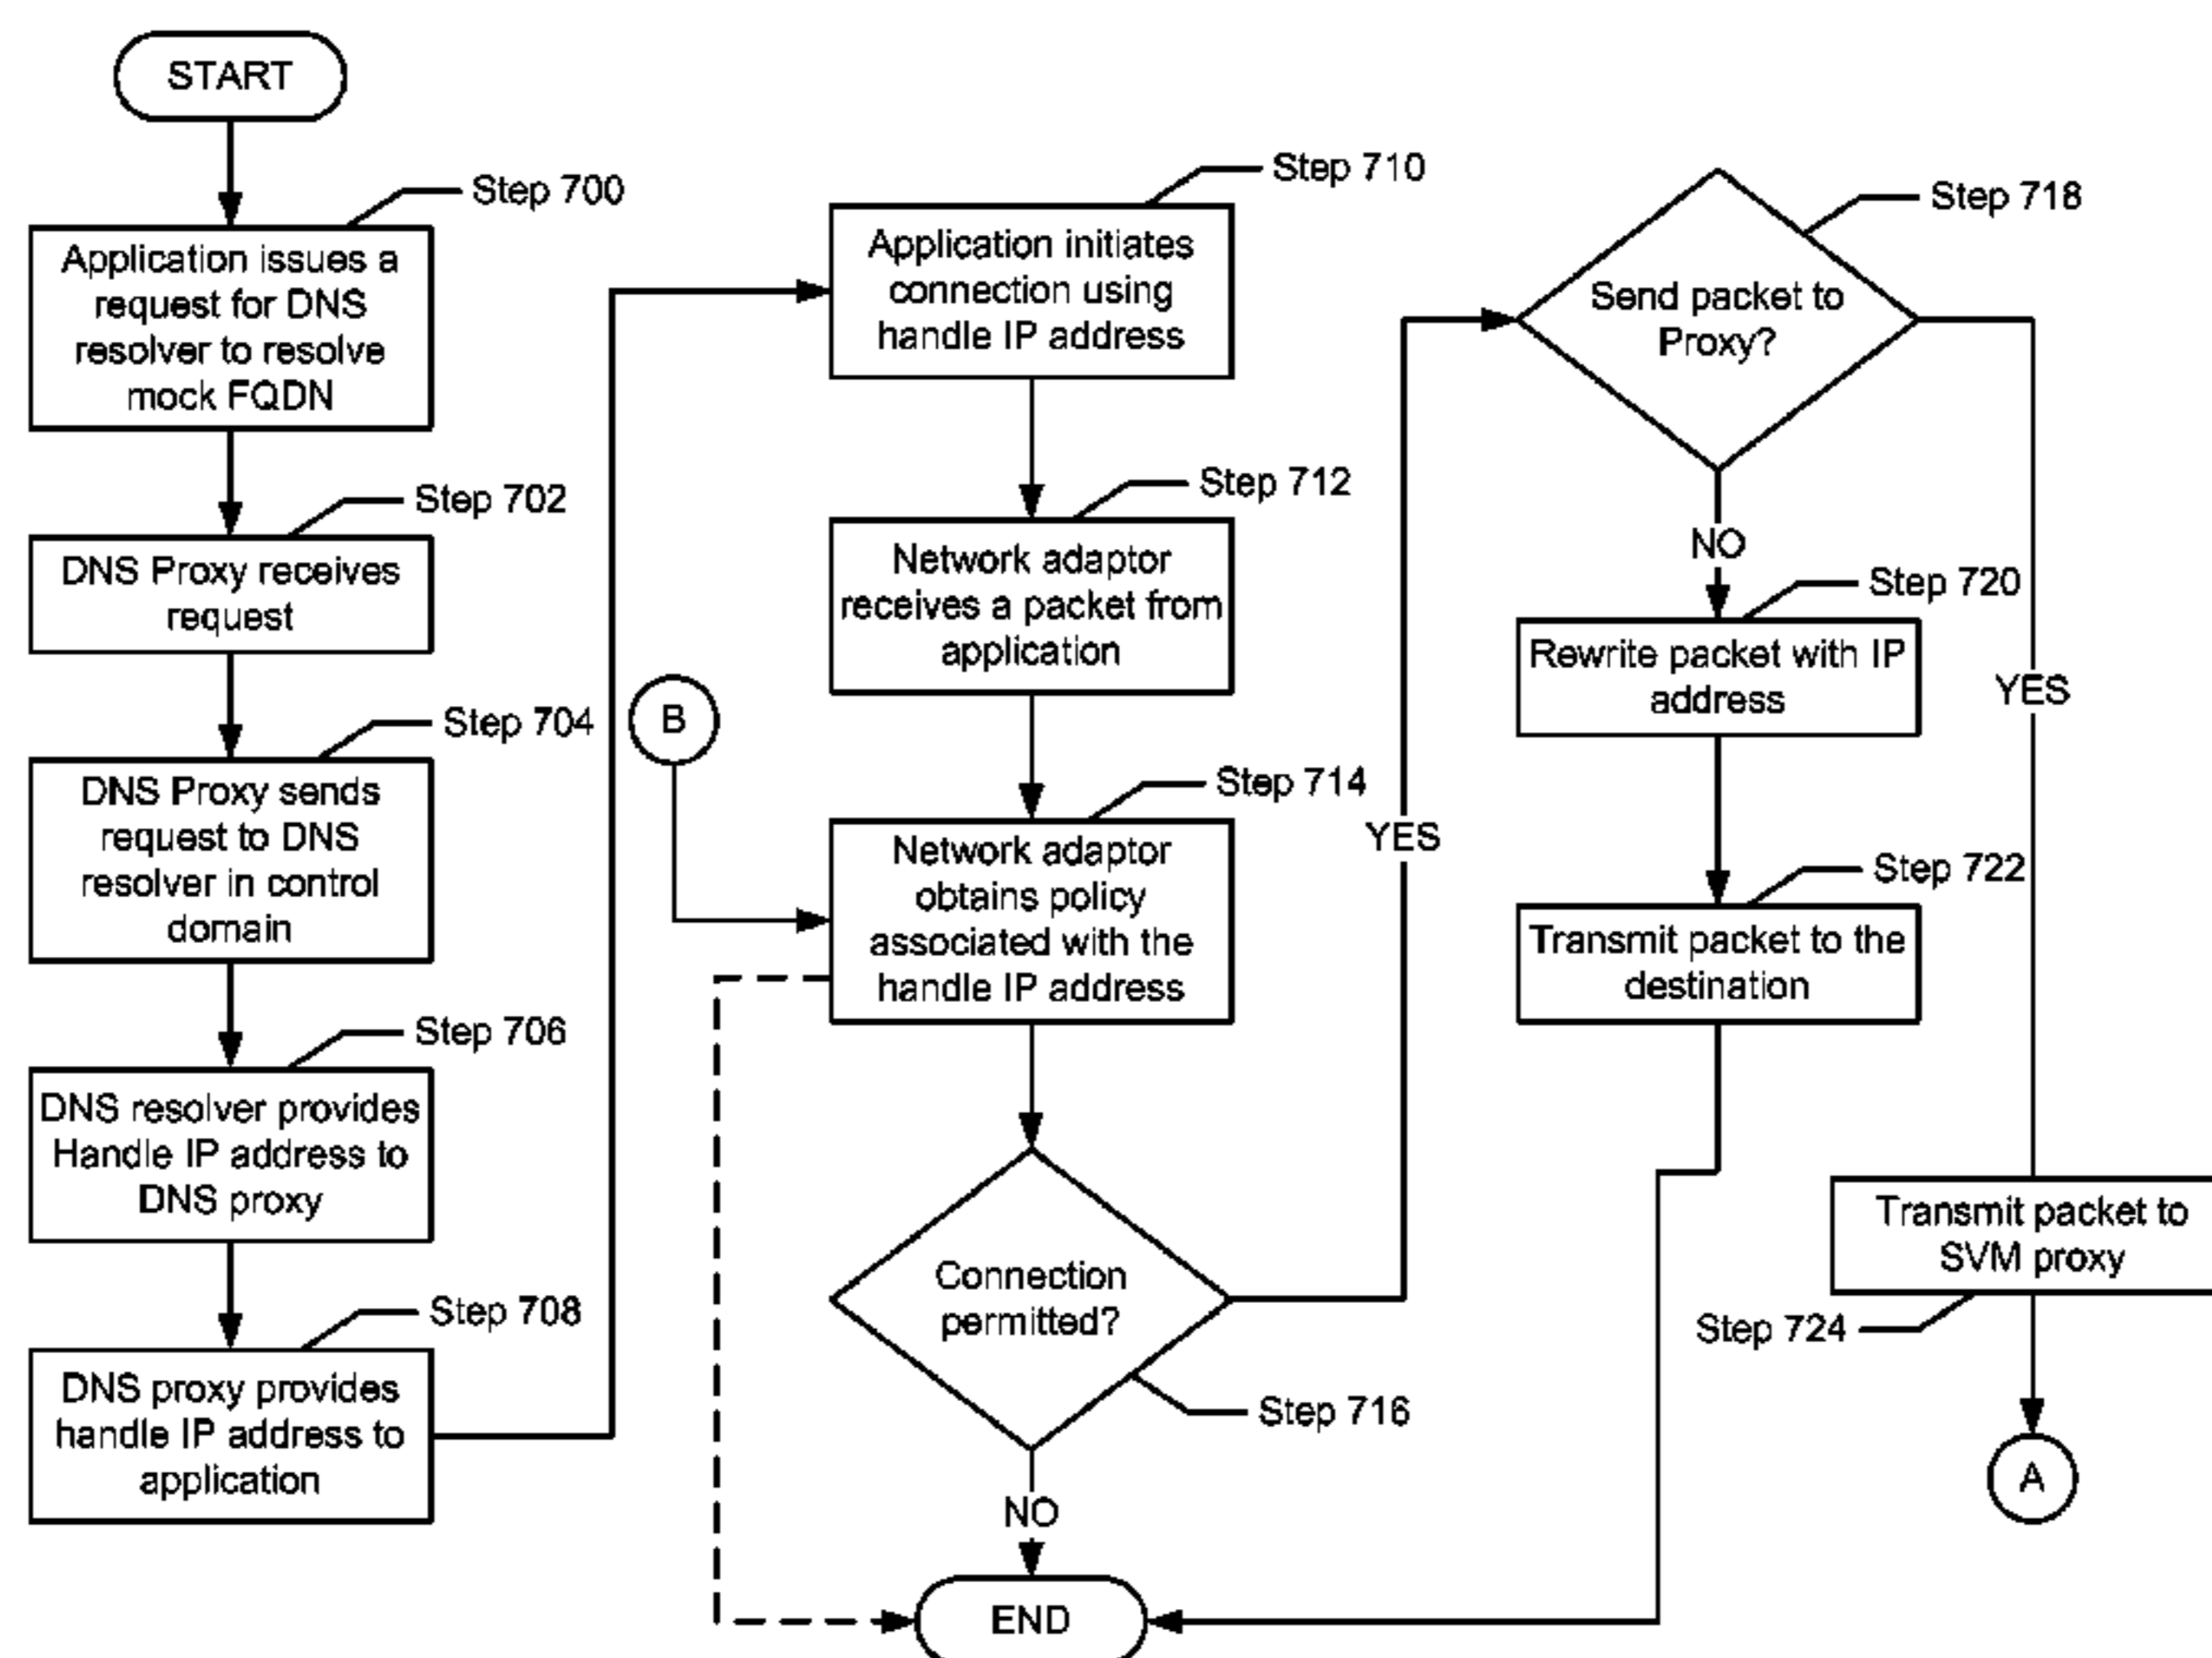 START
Step 700
Application issues a
request for DNS
resolver to resolve
mock FQDN
Step 702
DNS Proxy receives
request
Step 704
DNS Proxy sends
request to DNS
resolver in control
domain
Step 706
DNS resolver provides
Handle IP address to
DNS proxy
Step 708
DNS proxy provides
handle IP address to
application
Step 710
Application initiates
connection using
handle IP address
Step 712
Network adaptor
receives a packet from
application
B
Step 714
Network adaptor
obtains policy
associated with the
handle IP address
Connection
permitted?
Step 716
NO
END
YES
Step 718
Send packet to
Proxy?
NO
Step 720
Rewrite packet with IP
address
YES
Step 722
Transmit packet to the
destination
Transmit packet to
SVM proxy
Step 724
A